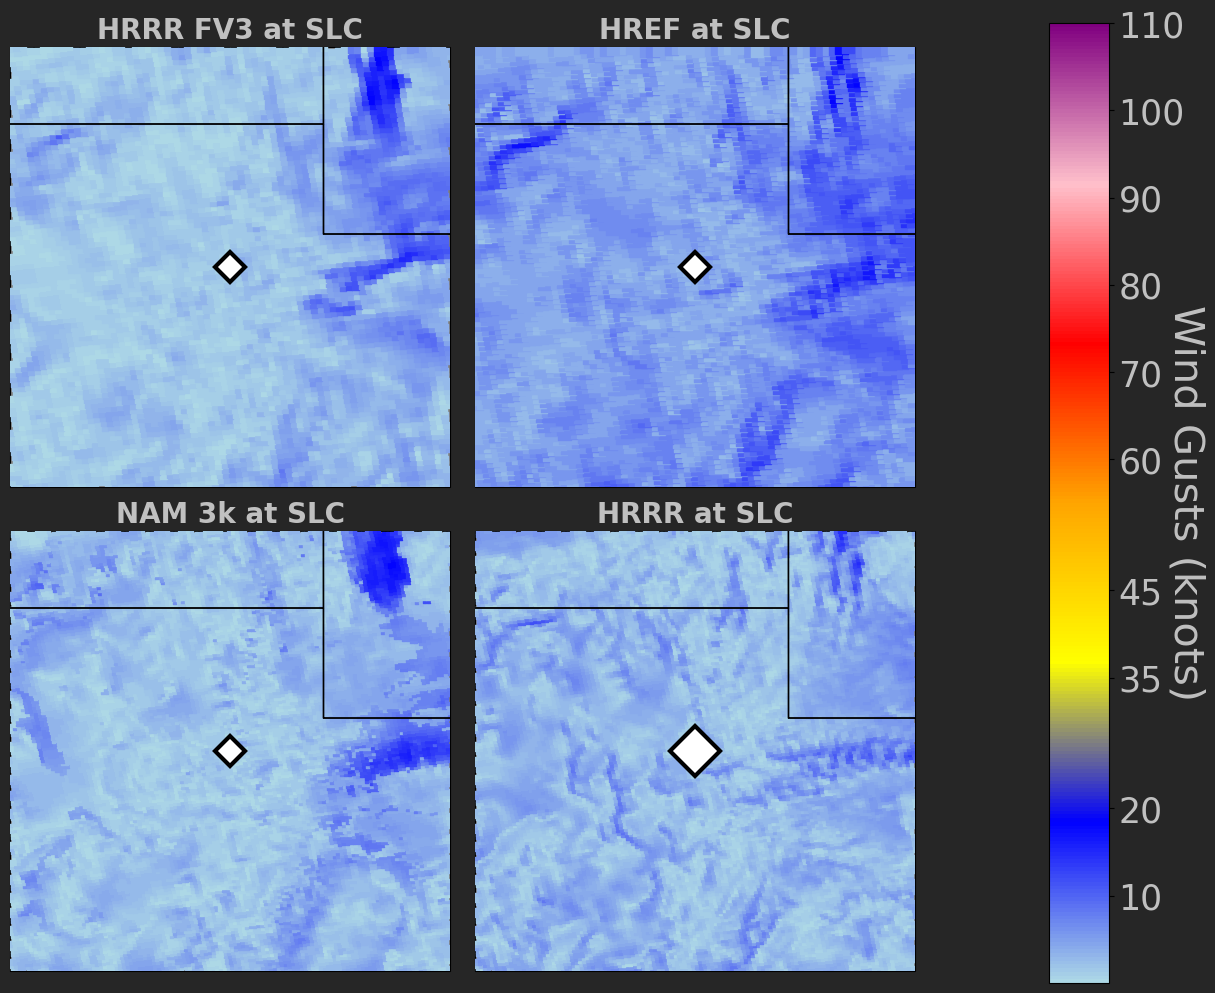 HRRR FV3 at SLC
HREF at SLC
NAM 3k at SLC
HRRR at SLC
110
100
90
80
70
60
45
35
20
10
Wind Gusts (knots)